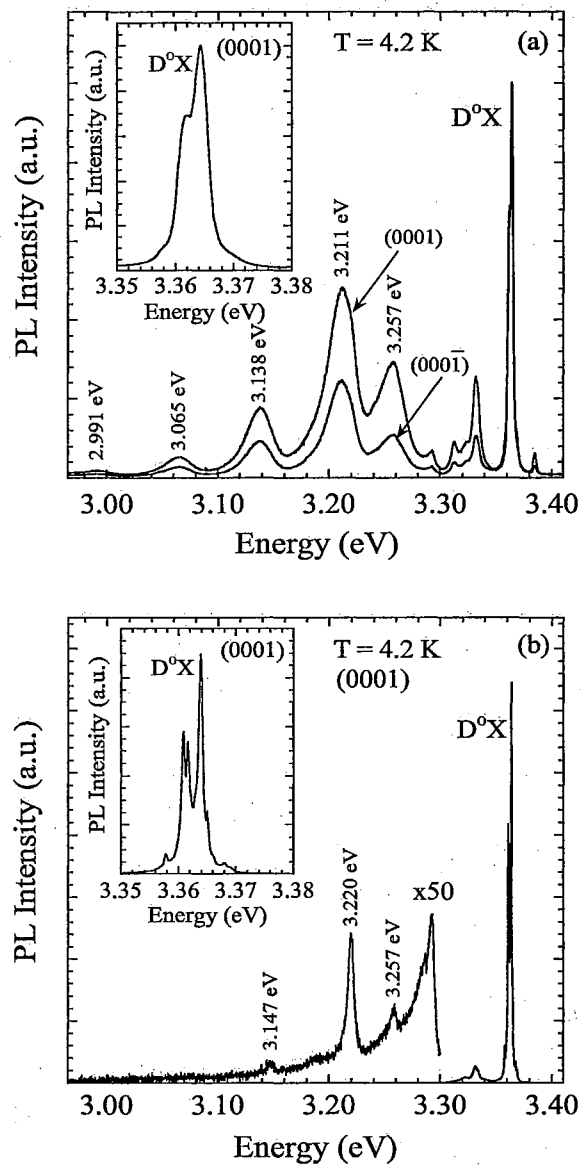 (a)
T = 4.2 K
DºX
(0001)
DºX
PL Intensity (a.u.)
3.35 3.36 3.37 3.38
Energy (eV)
2.991 eV
3.065 eV
3.138 eV
3.211 eV
3.257 eV
(0001)
(0001̄)
PL Intensity (a.u.)
3.00 3.10 3.20 3.30 3.40
Energy (eV)
(b)
T = 4.2 K
(0001)
DºX
(0001)
DºX
PL Intensity (a.u.)
3.35 3.36 3.37 3.38
Energy (eV)
3.147 eV
3.220 eV
3.257 eV
x50
PL Intensity (a.u.)
3.00 3.10 3.20 3.30 3.40
Energy (eV)